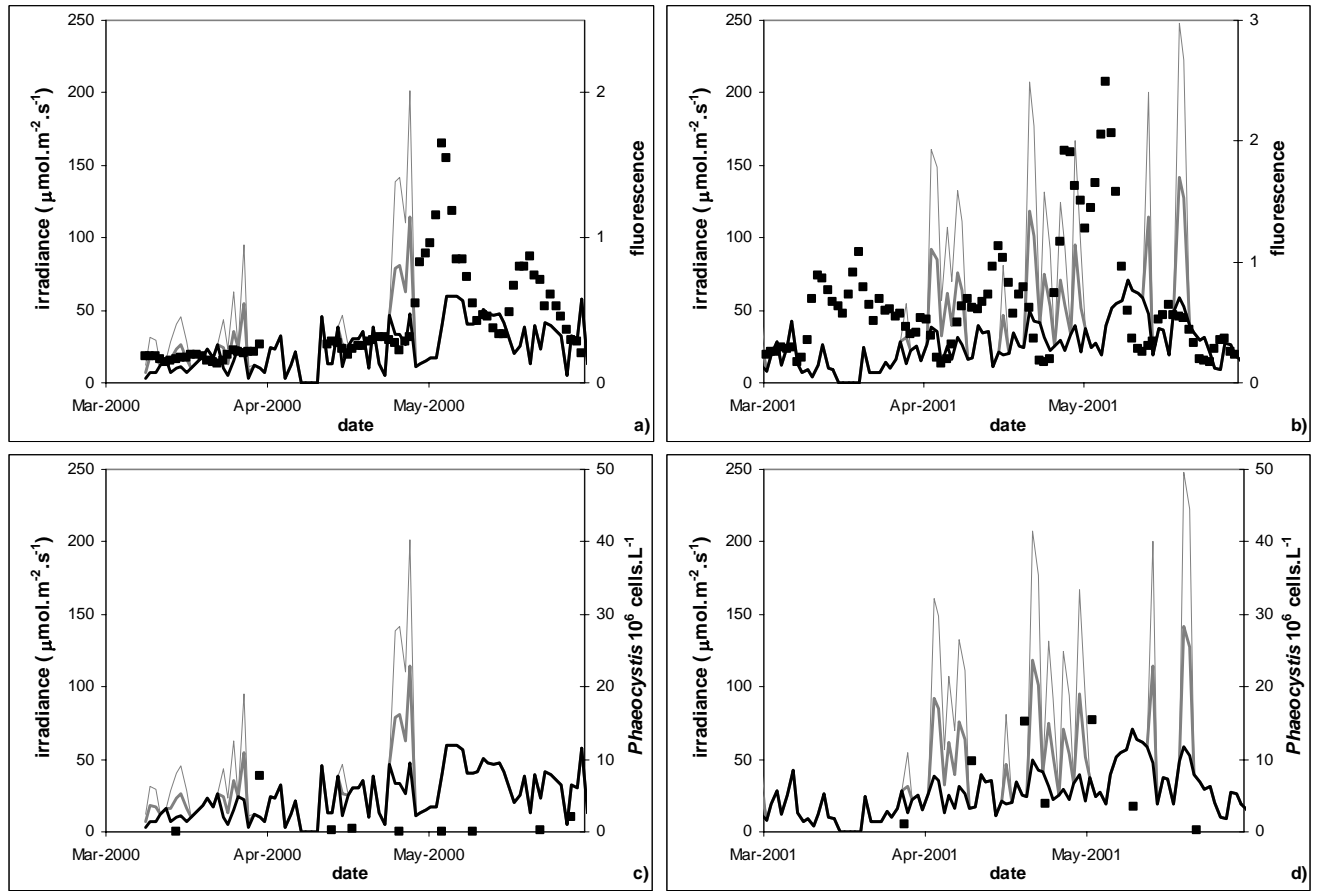 250
200
150
100
50
0
irradiance ( μmol.m⁻².s⁻¹)
Mar-2000 Apr-2000 May-2000
date
2
1
0
fluorescence
a)
250
200
150
100
50
0
irradiance ( μmol.m⁻².s⁻¹)
Mar-2001 Apr-2001 May-2001
date
3
2
1
0
fluorescence
b)
250
200
150
100
50
0
irradiance ( μmol.m⁻².s⁻¹)
Mar-2000 Apr-2000 May-2000
date
50
40
30
20
10
0
Phaeocystis 10⁶ cells.L⁻¹
c)
250
200
150
100
50
0
irradiance ( μmol.m⁻².s⁻¹)
Mar-2001 Apr-2001 May-2001
date
50
40
30
20
10
0
Phaeocystis 10⁶ cells.L⁻¹
d)